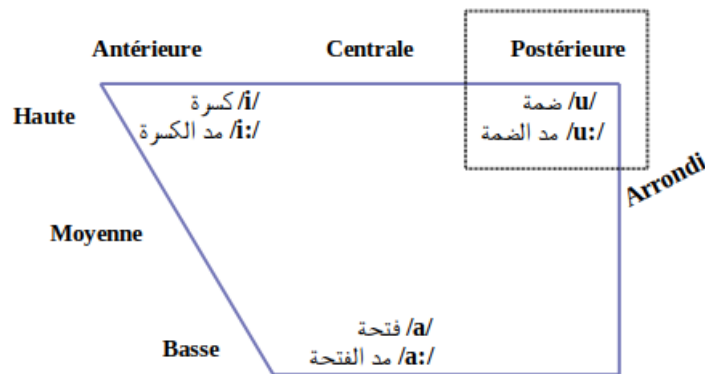 Antérieure Centrale Postérieure
Haute
كسرة /i/
مد الكسرة /i:/
ضمة /u/
مد الضمة /u:/
Arrondi
Moyenne
Basse
فتحة /a/
مد الفتحة /a:/